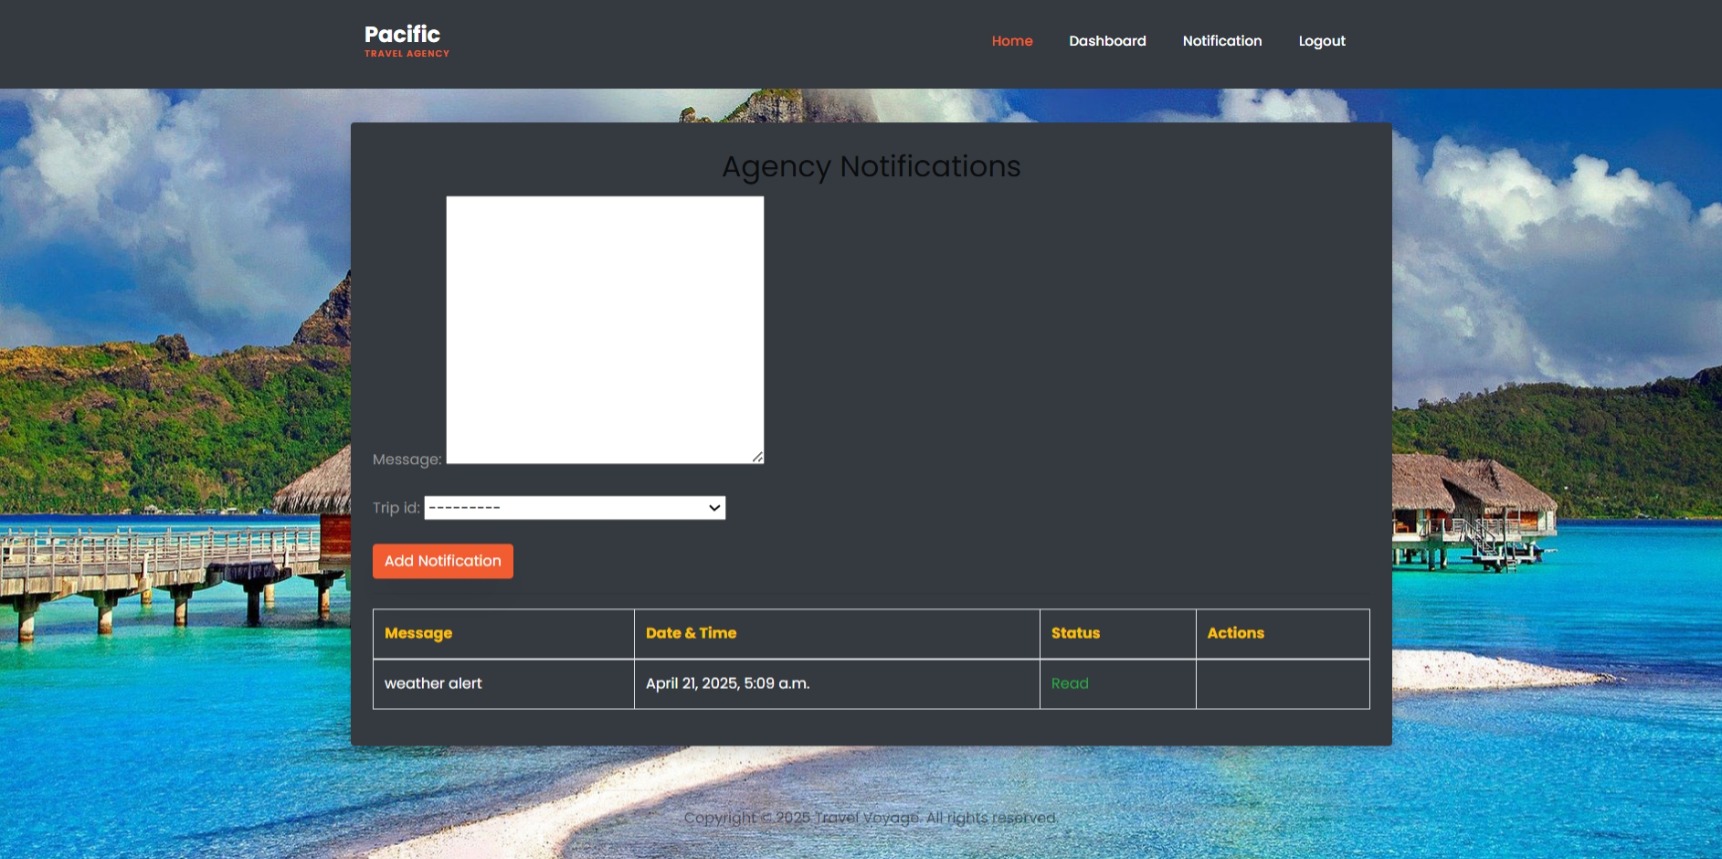 Pacific
TRAVEL AGENCY
Home Dashboard Notification Logout
Agency Notifications
Message:
Trip id: ---------
Add Notification
Message Date & Time Status Actions
weather alert April 21, 2025, 5:09 a.m. Read
Copyright © 2025 Travel Voyage. All rights reserved.